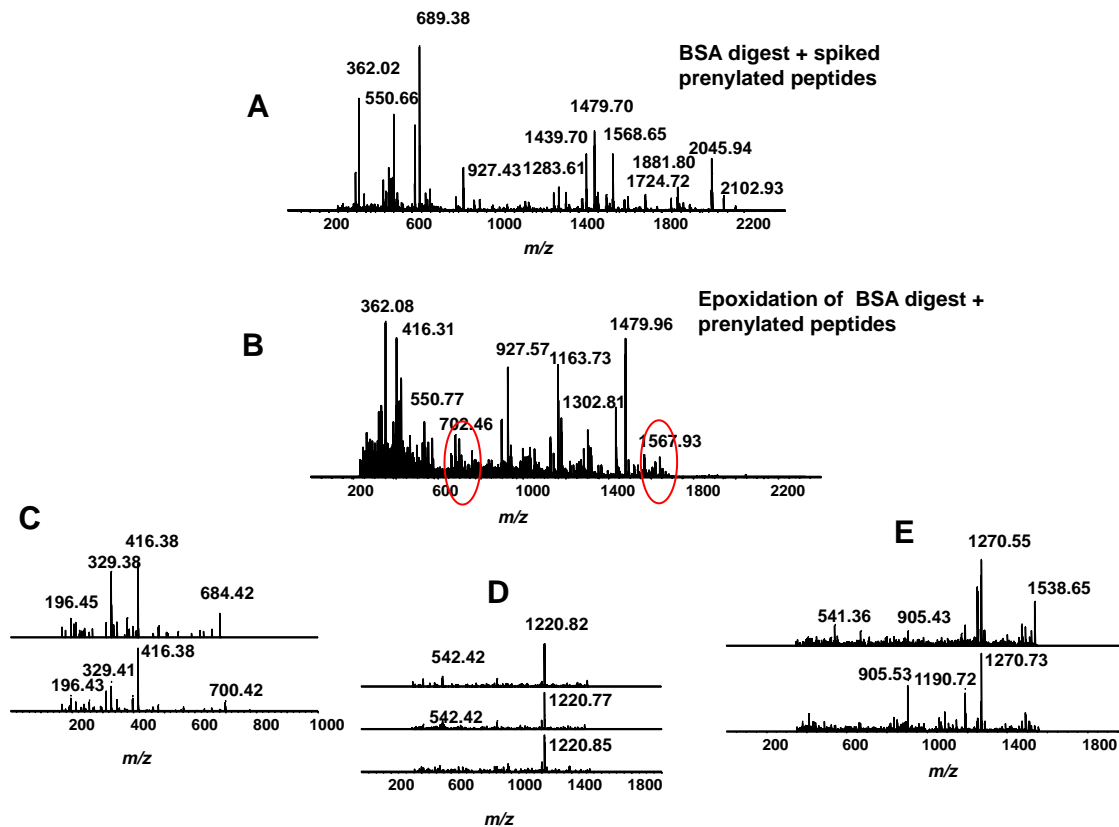 A
BSA digest + spiked
prenylated peptides
689.38
362.02
550.66
927.43
1283.61
1439.70
1479.70
1568.65
1724.72
1881.80
2045.94
2102.93
200 600 1000 1400 1800 2200
m/z
B
Epoxidation of BSA digest +
prenylated peptides
362.08
416.31
550.77
702.46
927.57
1163.73
1302.81
1479.96
1567.93
200 600 1000 1400 1800 2200
m/z
C
416.38
329.38
196.45
684.42
416.38
329.41
196.43
700.42
200 400 600 800 1000
m/z
D
1220.82
542.42
1220.77
542.42
1220.85
200 600 1000 1400 1800
m/z
E
1270.55
1538.65
541.36
905.43
1270.73
905.53
1190.72
200 600 1000 1400 1800
m/z